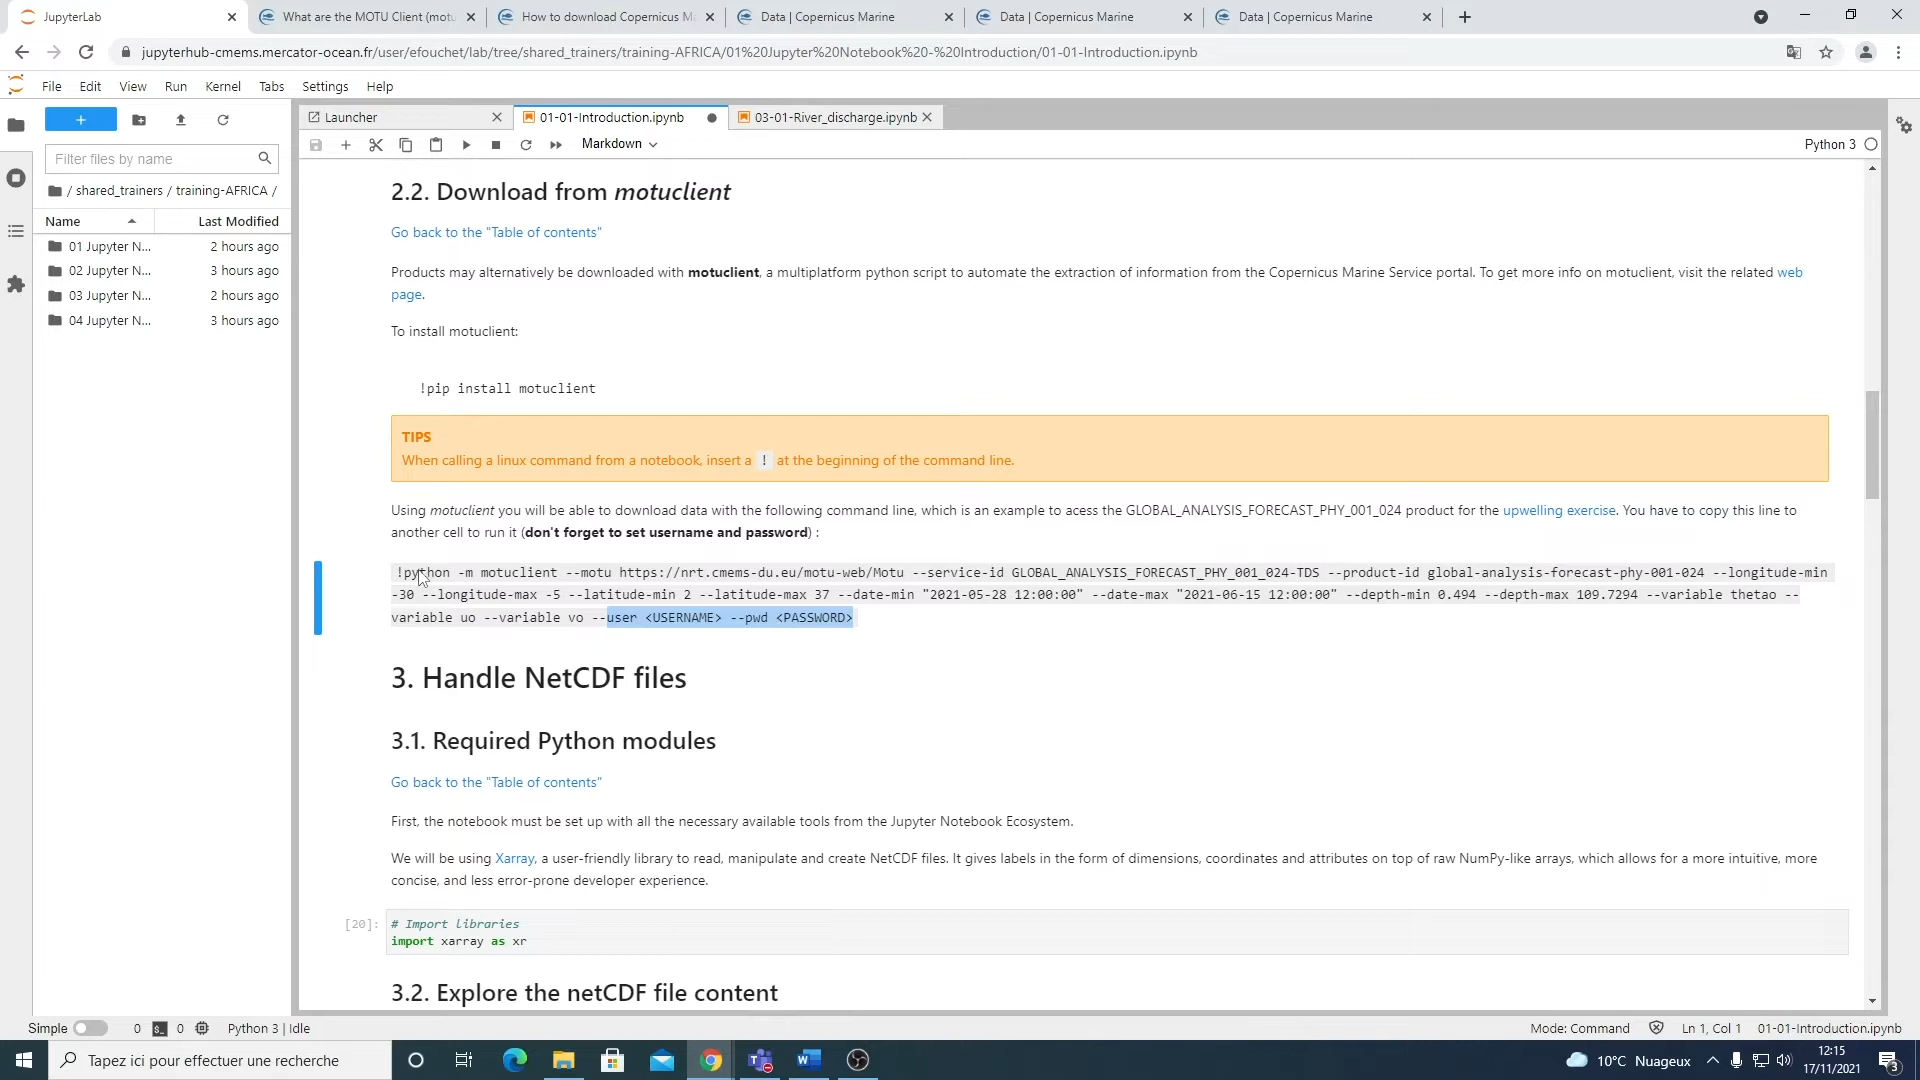 JupyterLab
What are the MOTU Client (motu
How to download Copernicus Ma
Data | Copernicus Marine
Data | Copernicus Marine
Data | Copernicus Marine
jupyterhub-cmems.mercator-ocean.fr/user/efouchet/lab/tree/shared_trainers/training-AFRICA/01%20Jupyter%20Notebook%20-%20Introduction/01-01-Introduction.ipynb
File Edit View Run Kernel Tabs Settings Help
Launcher
01-01-Introduction.ipynb
03-01-River_discharge.ipynb
Markdown
Python 3
Filter files by name
/ shared_trainers / training-AFRICA /
Name Last Modified
01 Jupyter N... 2 hours ago
02 Jupyter N... 3 hours ago
03 Jupyter N... 2 hours ago
04 Jupyter N... 3 hours ago
2.2. Download from motuclient
Go back to the "Table of contents"
Products may alternatively be downloaded with motuclient, a multiplatform python script to automate the extraction of information from the Copernicus Marine Service portal. To get more info on motuclient, visit the related web
page.
To install motuclient:
!pip install motuclient
TIPS
When calling a linux command from a notebook, insert a ! at the beginning of the command line.
Using motuclient you will be able to download data with the following command line, which is an example to acess the GLOBAL_ANALYSIS_FORECAST_PHY_001_024 product for the upwelling exercise. You have to copy this line to
another cell to run it (don't forget to set username and password) :
!python -m motuclient --motu https://nrt.cmems-du.eu/motu-web/Motu --service-id GLOBAL_ANALYSIS_FORECAST_PHY_001_024-TDS --product-id global-analysis-forecast-phy-001-024 --longitude-min
-30 --longitude-max -5 --latitude-min 2 --latitude-max 37 --date-min "2021-05-28 12:00:00" --date-max "2021-06-15 12:00:00" --depth-min 0.494 --depth-max 109.7294 --variable thetao --
variable uo --variable vo --user <USERNAME> --pwd <PASSWORD>
3. Handle NetCDF files
3.1. Required Python modules
Go back to the "Table of contents"
First, the notebook must be set up with all the necessary available tools from the Jupyter Notebook Ecosystem.
We will be using Xarray, a user-friendly library to read, manipulate and create NetCDF files. It gives labels in the form of dimensions, coordinates and attributes on top of raw NumPy-like arrays, which allows for a more intuitive, more
concise, and less error-prone developer experience.
[20]: # Import libraries
import xarray as xr
3.2. Explore the netCDF file content
Simple 0 0 Python 3 | Idle
Mode: Command Ln 1, Col 1 01-01-Introduction.ipynb
Tapez ici pour effectuer une recherche
10°C Nuageux
12:15
17/11/2021
3